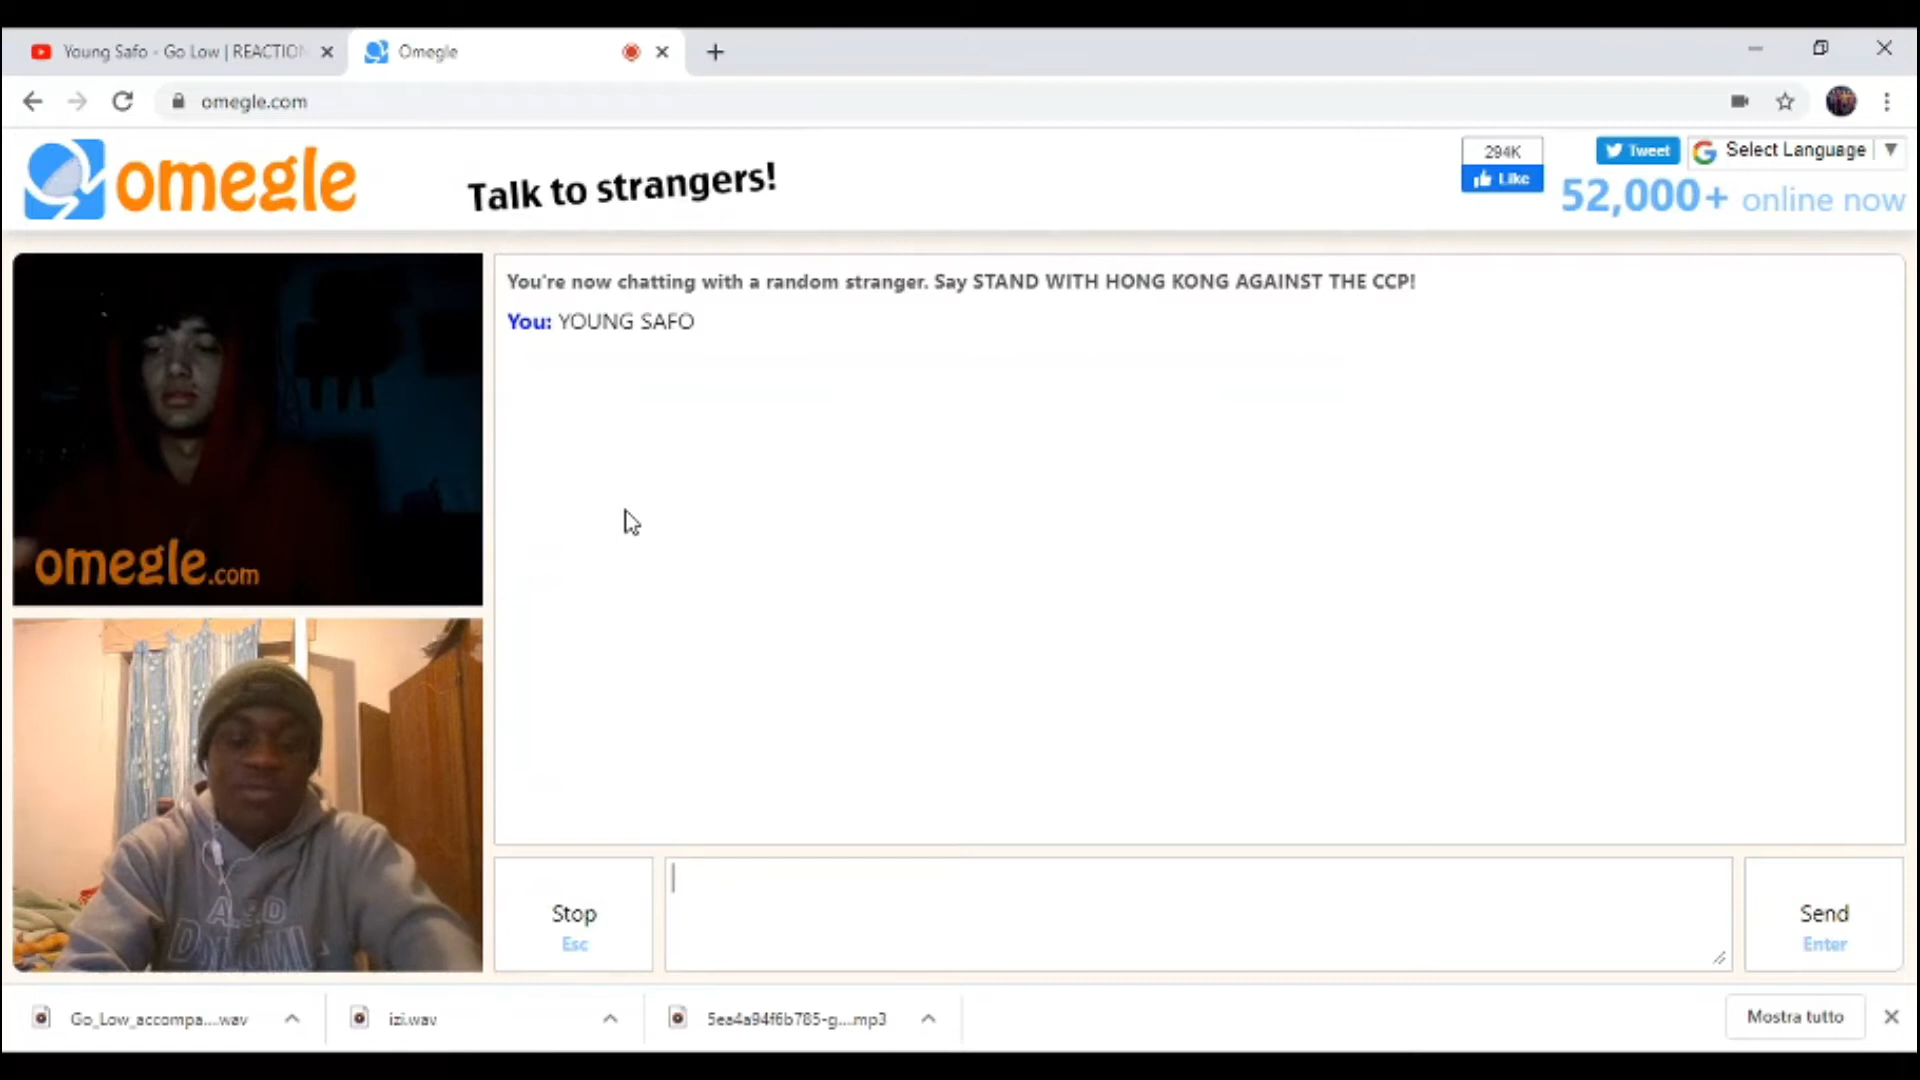 Young Safo - Go Low | REACTION
Omegle
omegle.com
omegle
Talk to strangers!
294K
Like
Tweet
Select Language
52,000+ online now
You're now chatting with a random stranger. Say STAND WITH HONG KONG AGAINST THE CCP!
You: YOUNG SAFO
omegle.com
Stop
Esc
Send
Enter
Go_Low_accompa....wav
izi.wav
5ea4a94f6b785-g....mp3
Mostra tutto